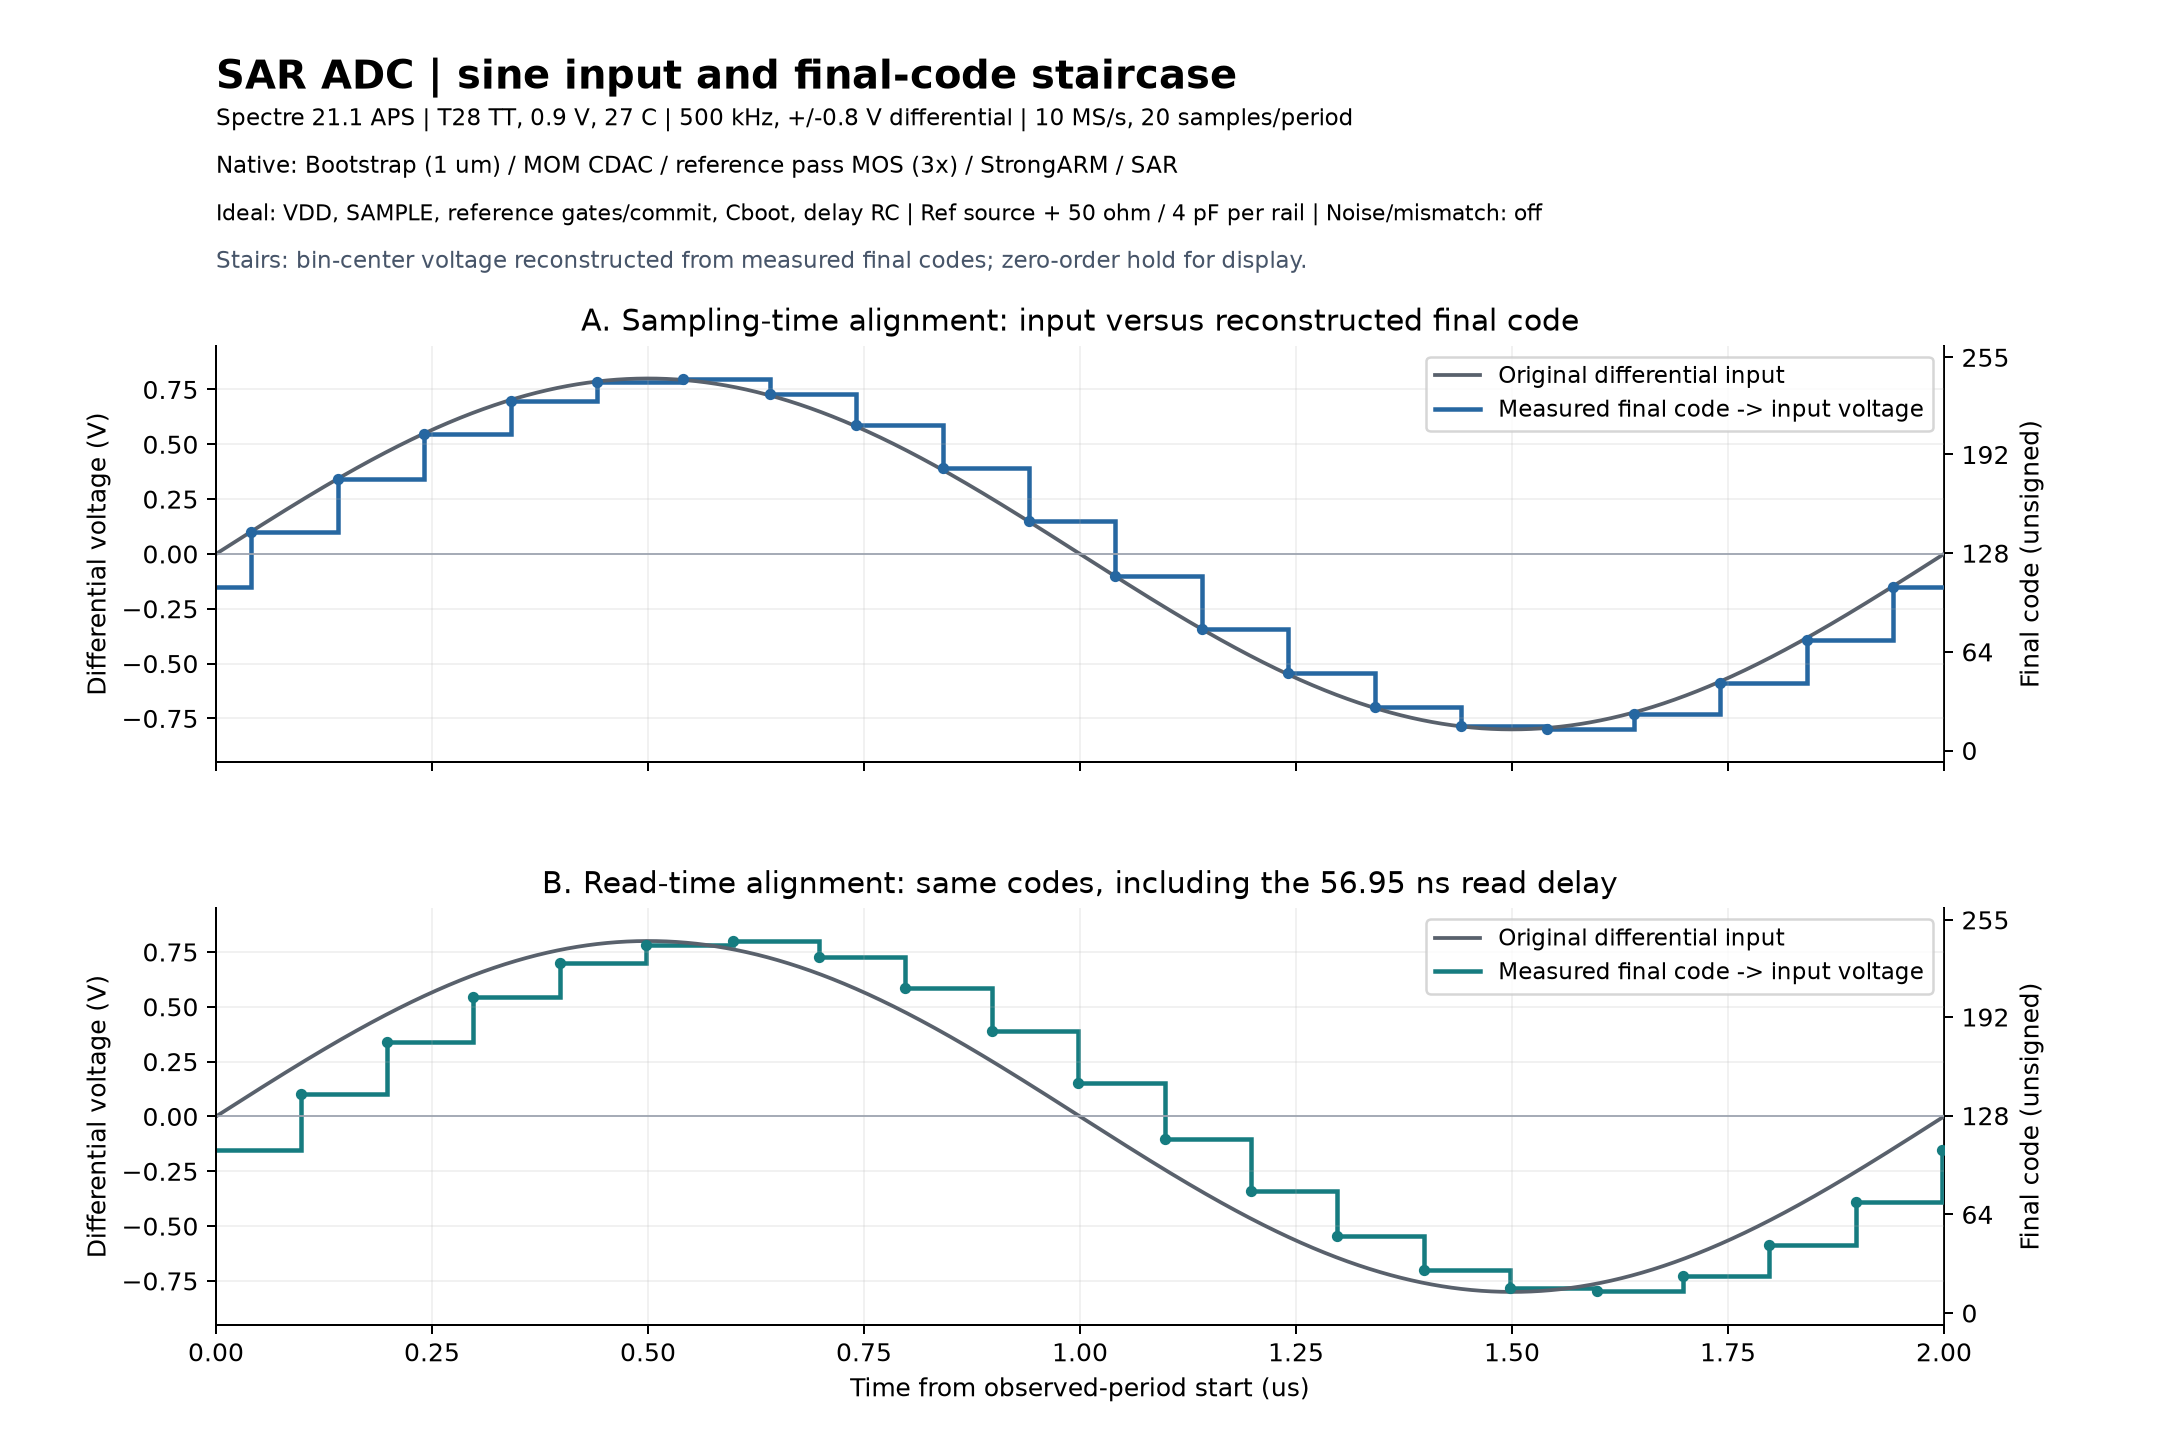 SAR ADC | sine input and final-code staircase
Spectre 21.1 APS | T28 TT, 0.9 V, 27 C | 500 kHz, +/-0.8 V differential | 10 MS/s, 20 samples/period
Native: Bootstrap (1 um) / MOM CDAC / reference pass MOS (3x) / StrongARM / SAR
Ideal: VDD, SAMPLE, reference gates/commit, Cboot, delay RC | Ref source + 50 ohm / 4 pF per rail | Noise/mismatch: off
Stairs: bin-center voltage reconstructed from measured final codes; zero-order hold for display.
A. Sampling-time alignment: input versus reconstructed final code
Differential voltage (V)
0.75
0.50
0.25
0.00
−0.25
−0.50
−0.75
Original differential input
Measured final code -> input voltage
255
192
128
64
0
Final code (unsigned)
B. Read-time alignment: same codes, including the 56.95 ns read delay
Differential voltage (V)
0.75
0.50
0.25
0.00
−0.25
−0.50
−0.75
Original differential input
Measured final code -> input voltage
255
192
128
64
0
Final code (unsigned)
0.00 0.25 0.50 0.75 1.00 1.25 1.50 1.75 2.00
Time from observed-period start (us)